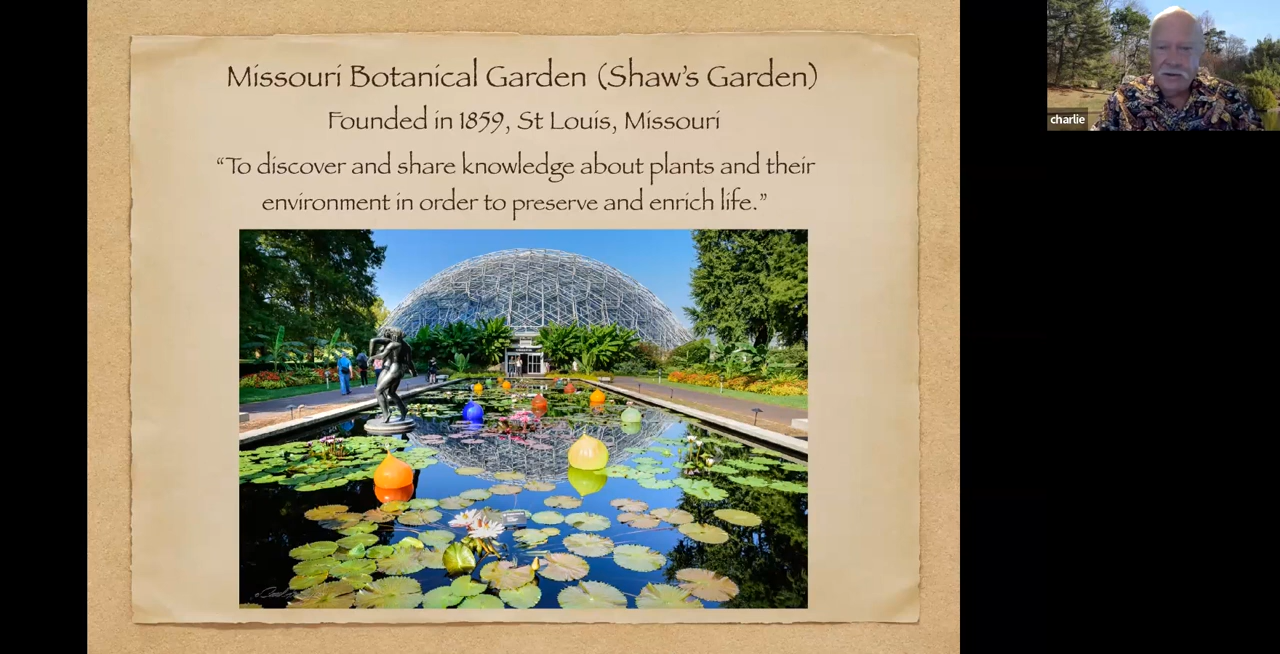 Missouri Botanical Garden (Shaw's Garden)
Founded in 1859, St Louis, Missouri
"To discover and share knowledge about plants and their
environment in order to preserve and enrich life."
charlie